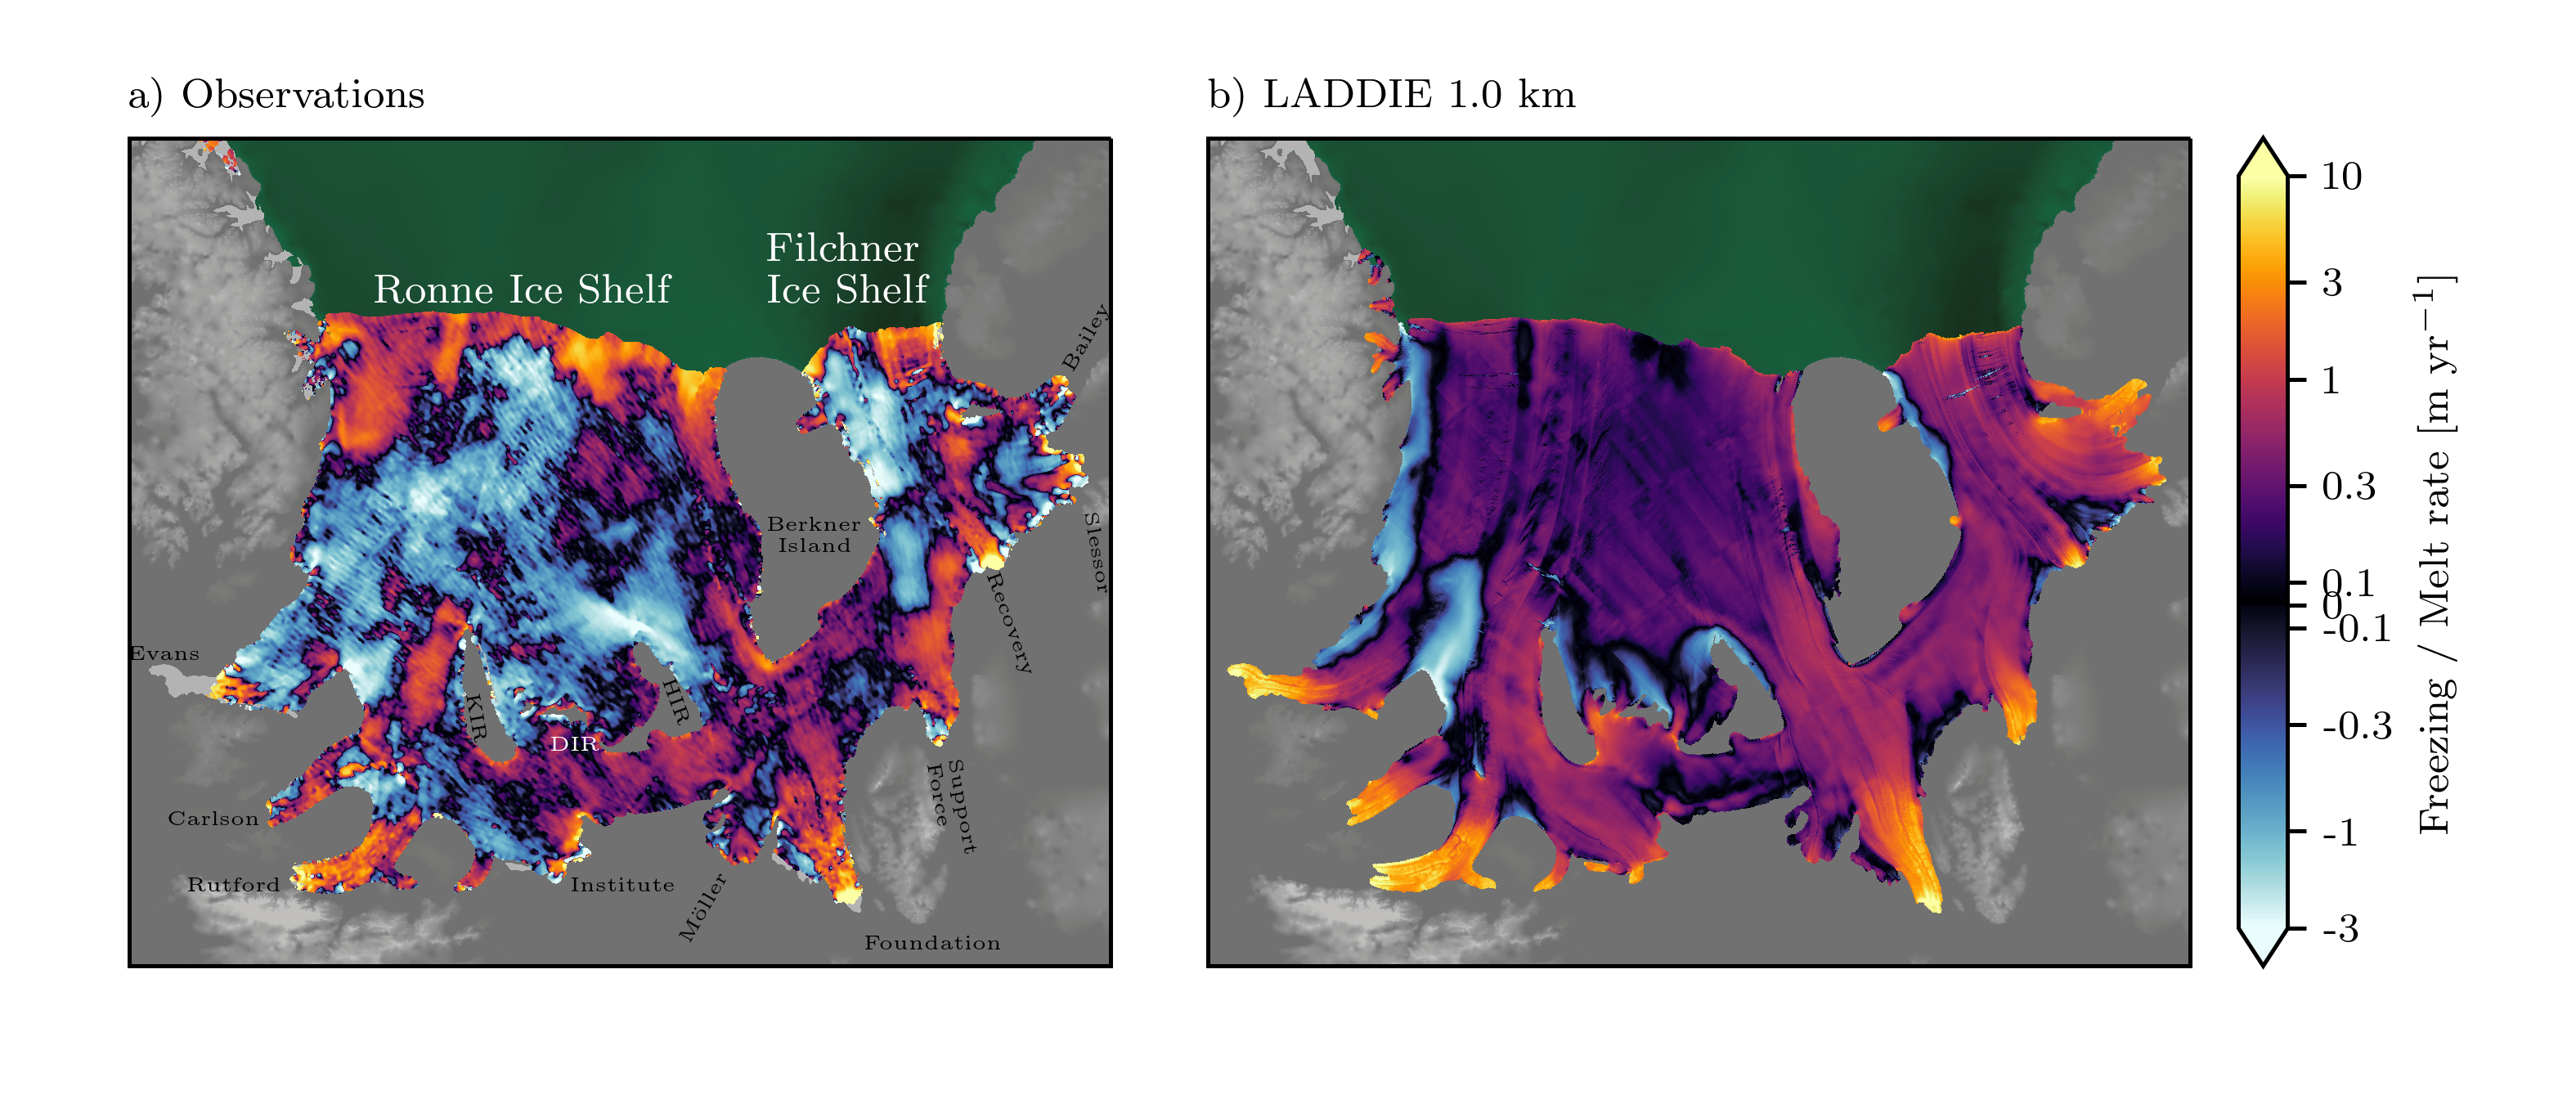 a) Observations
b) LADDIE 1.0 km
Filchner
Ronne Ice Shelf
Ice Shelf
Bailey
Berkner
Island
Slessor
Recovery
Evans
KIR
HIR
DIR
Support
Force
Carlson
Rutford
Institute
Möller
Foundation
10
3
1
0.3
0.1
0
-0.1
-0.3
-1
-3
Freezing / Melt rate [m yr⁻¹]